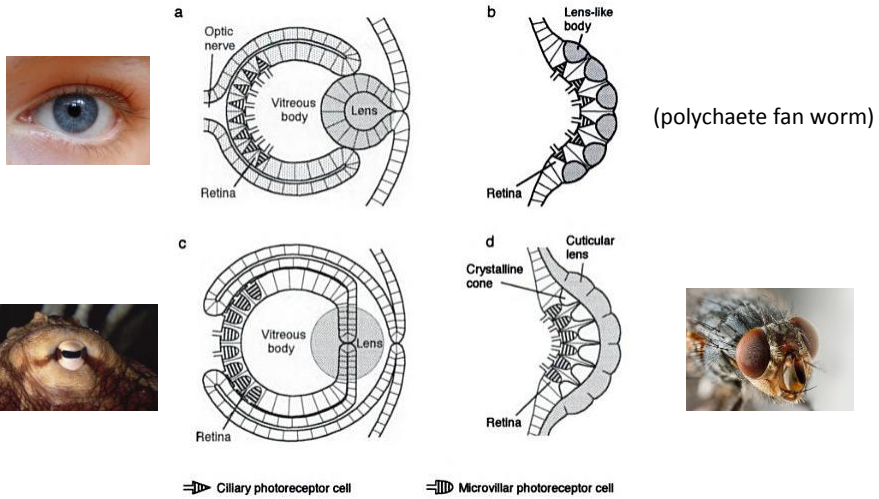 a
Optic
nerve
Vitreous
body
Lens
Retina
b
Lens-like
body
Retina
(polychaete fan worm)
c
Vitreous
body
Lens
Retina
d
Cuticular
lens
Crystalline
cone
Retina
Ciliary photoreceptor cell
Microvillar photoreceptor cell